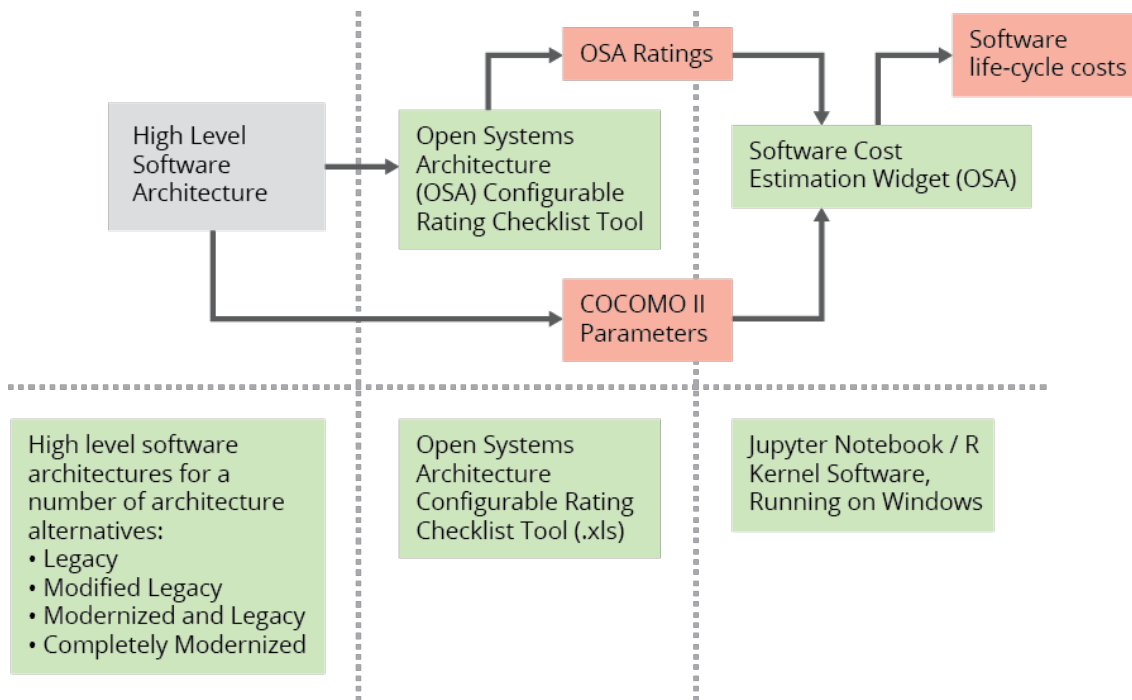 High Level
Software
Architecture
Open Systems
Architecture
(OSA) Configurable
Rating Checklist Tool
OSA Ratings
COCOMO II
Parameters
Software Cost
Estimation Widget (OSA)
Software
life-cycle costs
High level software
architectures for a
number of architecture
alternatives:
• Legacy
• Modified Legacy
• Modernized and Legacy
• Completely Modernized
Open Systems
Architecture
Configurable Rating
Checklist Tool (.xls)
Jupyter Notebook / R
Kernel Software,
Running on Windows